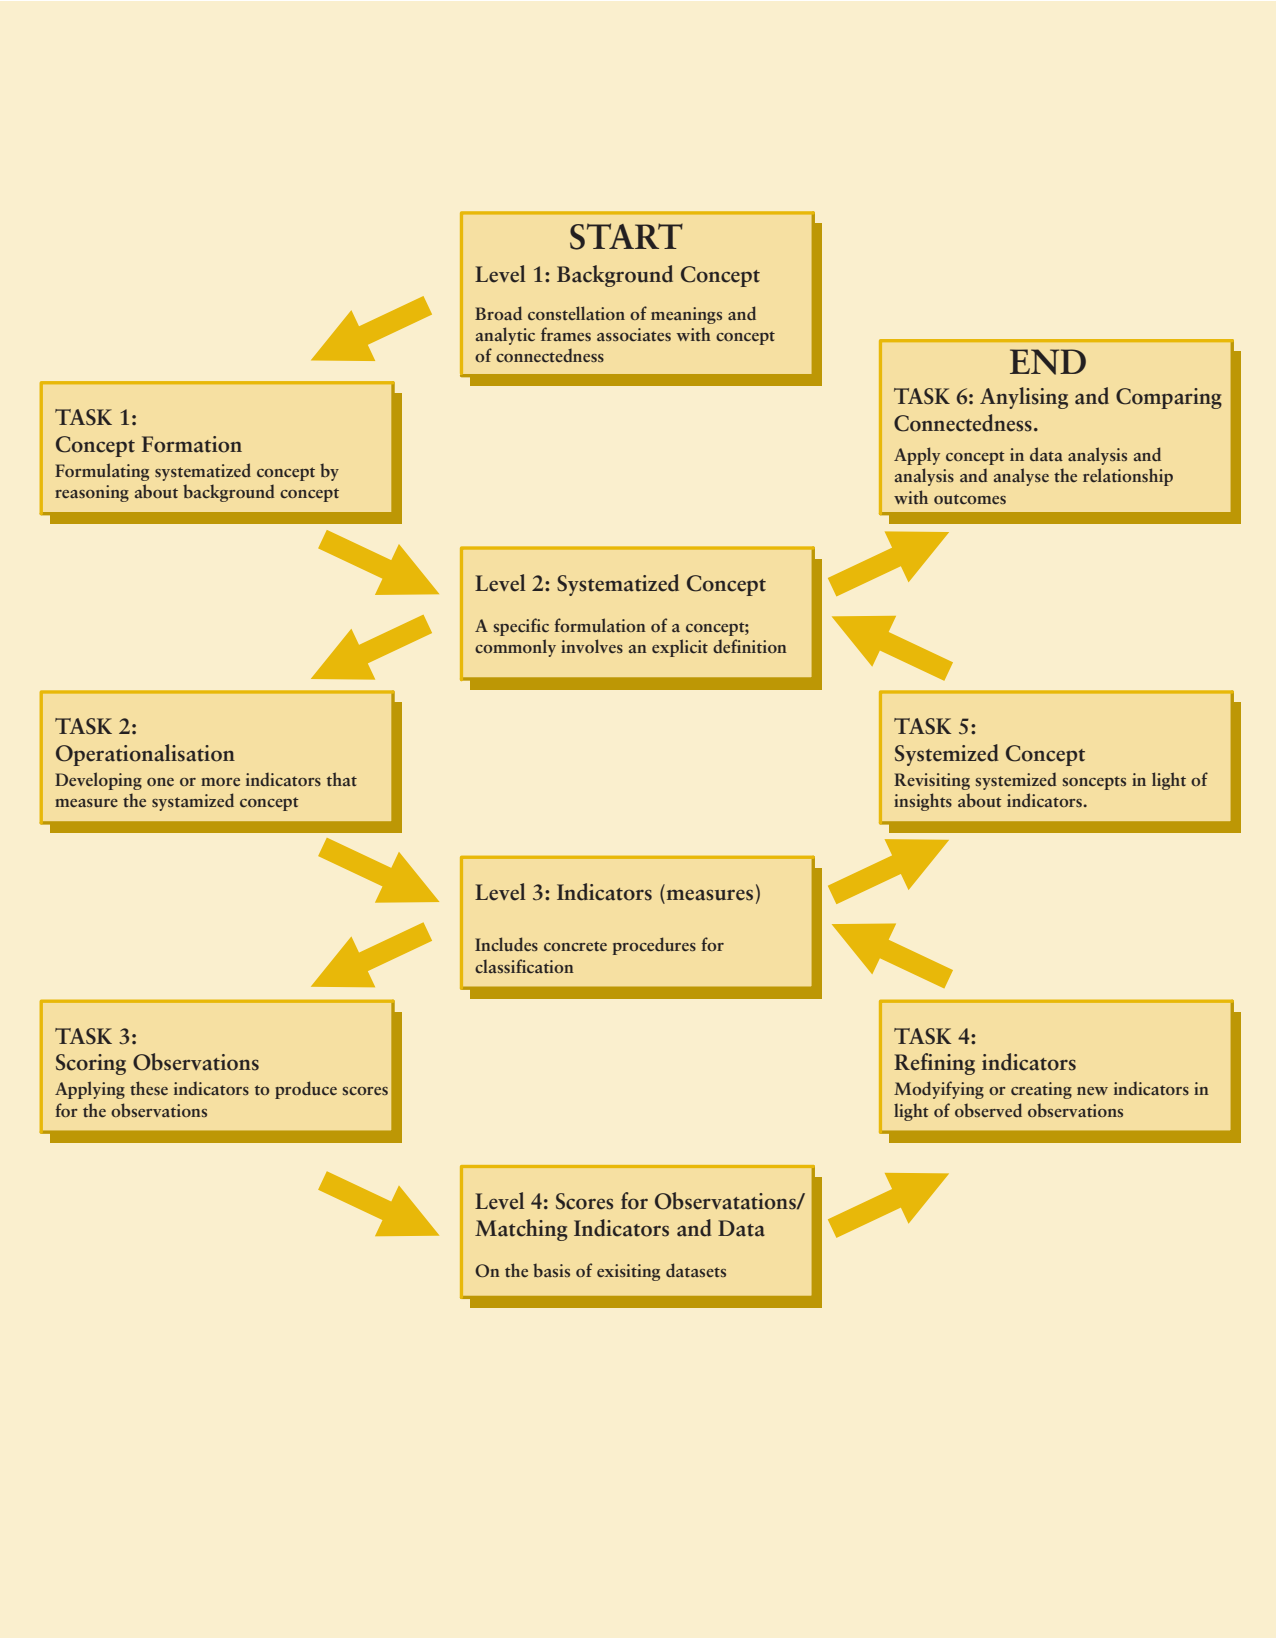 START
Level 1: Background Concept
Broad constellation of meanings and
analytic frames associates with concept
of connectedness
END
TASK 6: Anylising and Comparing
Connectedness.
Apply concept in data analysis and
analysis and analyse the relationship
with outcomes
TASK 1:
Concept Formation
Formulating systematized concept by
reasoning about background concept
Level 2: Systematized Concept
A specific formulation of a concept;
commonly involves an explicit definition
TASK 2:
Operationalisation
Developing one or more indicators that
measure the systamized concept
TASK 5:
Systemized Concept
Revisiting systemized soncepts in light of
insights about indicators.
Level 3: Indicators (measures)
Includes concrete procedures for
classification
TASK 3:
Scoring Observations
Applying these indicators to produce scores
for the observations
TASK 4:
Refining indicators
Modyifying or creating new indicators in
light of observed observations
Level 4: Scores for Observatations/
Matching Indicators and Data
On the basis of exisiting datasets